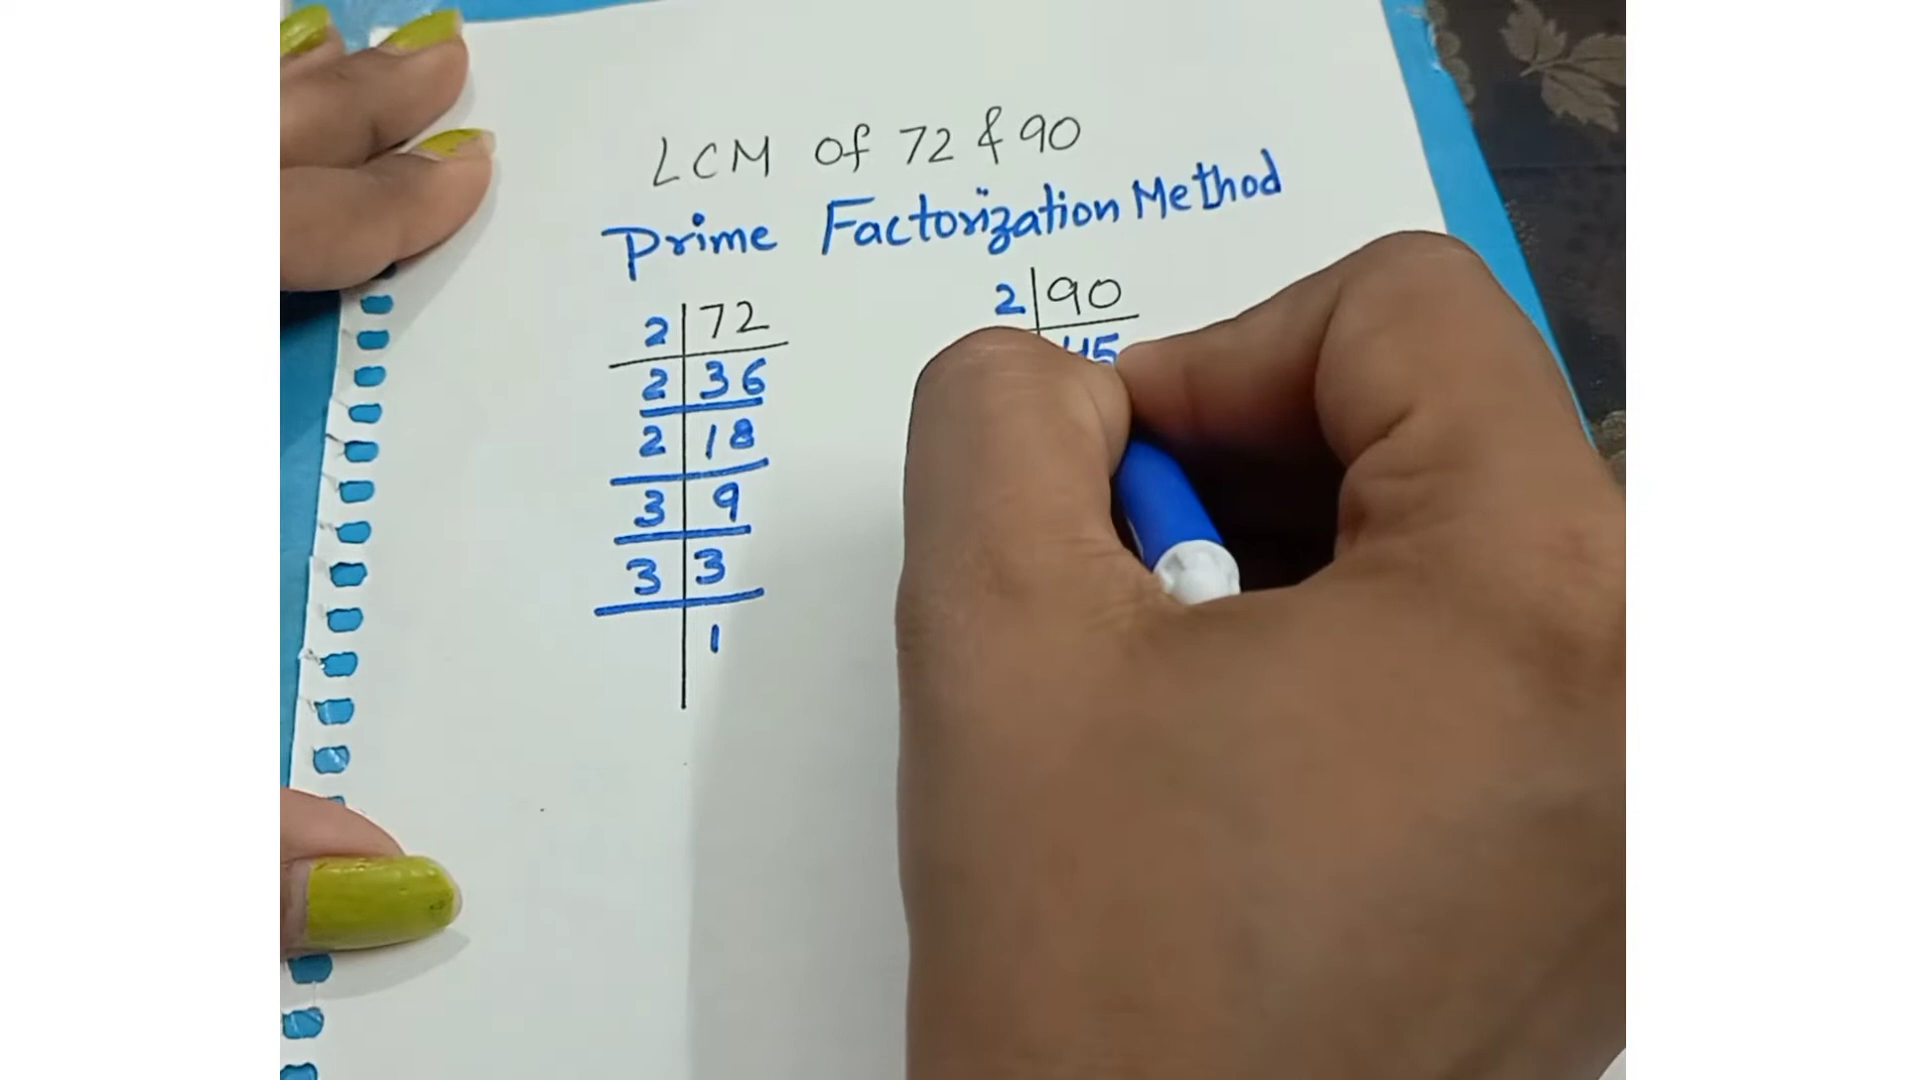 LCM of 72 & 90
Prime Factorization Method
2 | 72
2 | 36
2 | 18
3 | 9
3 | 3
1
2 | 90
45